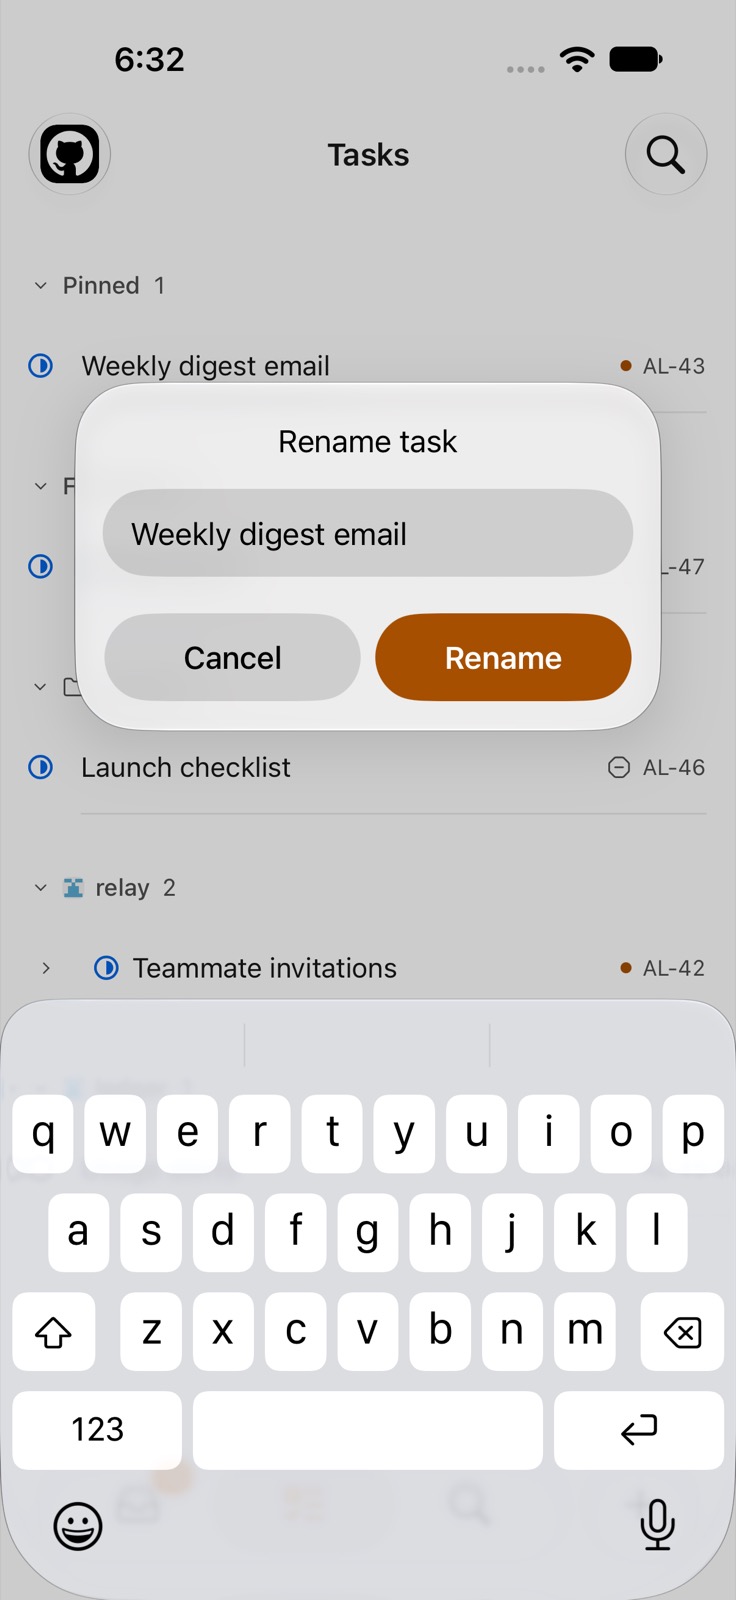 6:32
Tasks
Pinned 1
Weekly digest email AL-43
Rename task
F
Weekly digest email
L-47
Cancel Rename
Launch checklist AL-46
relay 2
Teammate invitations AL-42
q w e r t y u i o p
a s d f g h j k l
z x c v b n m
123